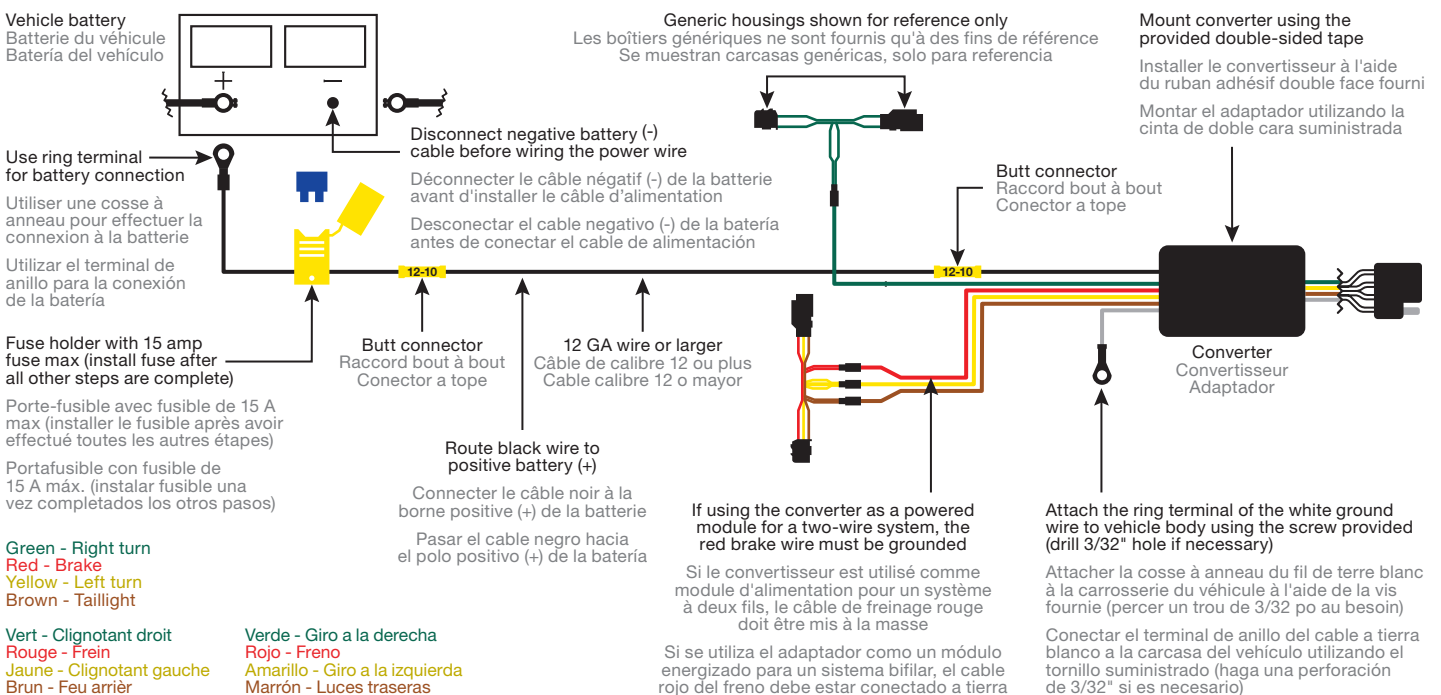 Vehicle battery
Batterie du véhicule
Batería del vehículo
Use ring terminal
for battery connection
Utiliser une cosse à
anneau pour effectuer la
connexion à la batterie
Utilizar el terminal de
anillo para la conexión
de la batería
Fuse holder with 15 amp
fuse max (install fuse after
all other steps are complete)
Porte-fusible avec fusible de 15 A
max (installer le fusible après avoir
effectué toutes les autres étapes)
Portafusible con fusible de
15 A máx. (instalar fusible una
vez completados los otros pasos)
+
−
Disconnect negative battery (-)
cable before wiring the power wire
Déconnecter le câble négatif (-) de la batterie
avant d'installer le câble d'alimentation
Desconectar el cable negativo (-) de la batería
antes de conectar el cable de alimentación
12-10
Butt connector
Raccord bout à bout
Conector a tope
12 GA wire or larger
Câble de calibre 12 ou plus
Cable calibre 12 o mayor
Route black wire to
positive battery (+)
Connecter le câble noir à la
borne positive (+) de la batterie
Pasar el cable negro hacia
el polo positivo (+) de la batería
Generic housings shown for reference only
Les boîtiers génériques ne sont fournis qu'à des fins de référence
Se muestran carcasas genéricas, solo para referencia
Butt connector
Raccord bout à bout
Conector a tope
12-10
Mount converter using the
provided double-sided tape
Installer le convertisseur à l'aide
du ruban adhésif double face fourni
Montar el adaptador utilizando la
cinta de doble cara suministrada
Converter
Convertisseur
Adaptador
If using the converter as a powered
module for a two-wire system, the
red brake wire must be grounded
Si le convertisseur est utilisé comme
module d'alimentation pour un système
à deux fils, le câble de freinage rouge
doit être mis à la masse
Si se utiliza el adaptador como un módulo
energizado para un sistema bifilar, el cable
rojo del freno debe estar conectado a tierra
Attach the ring terminal of the white ground
wire to vehicle body using the screw provided
(drill 3/32" hole if necessary)
Attacher la cosse à anneau du fil de terre blanc
à la carrosserie du véhicule à l'aide de la vis
fournie (percer un trou de 3/32 po au besoin)
Conectar el terminal de anillo del cable a tierra
blanco a la carcasa del vehículo utilizando el
tornillo suministrado (haga una perforación
de 3/32" si es necesario)
Green - Right turn
Red - Brake
Yellow - Left turn
Brown - Taillight
Vert - Clignotant droit
Rouge - Frein
Jaune - Clignotant gauche
Brun - Feu arrièr
Verde - Giro a la derecha
Rojo - Freno
Amarillo - Giro a la izquierda
Marrón - Luces traseras